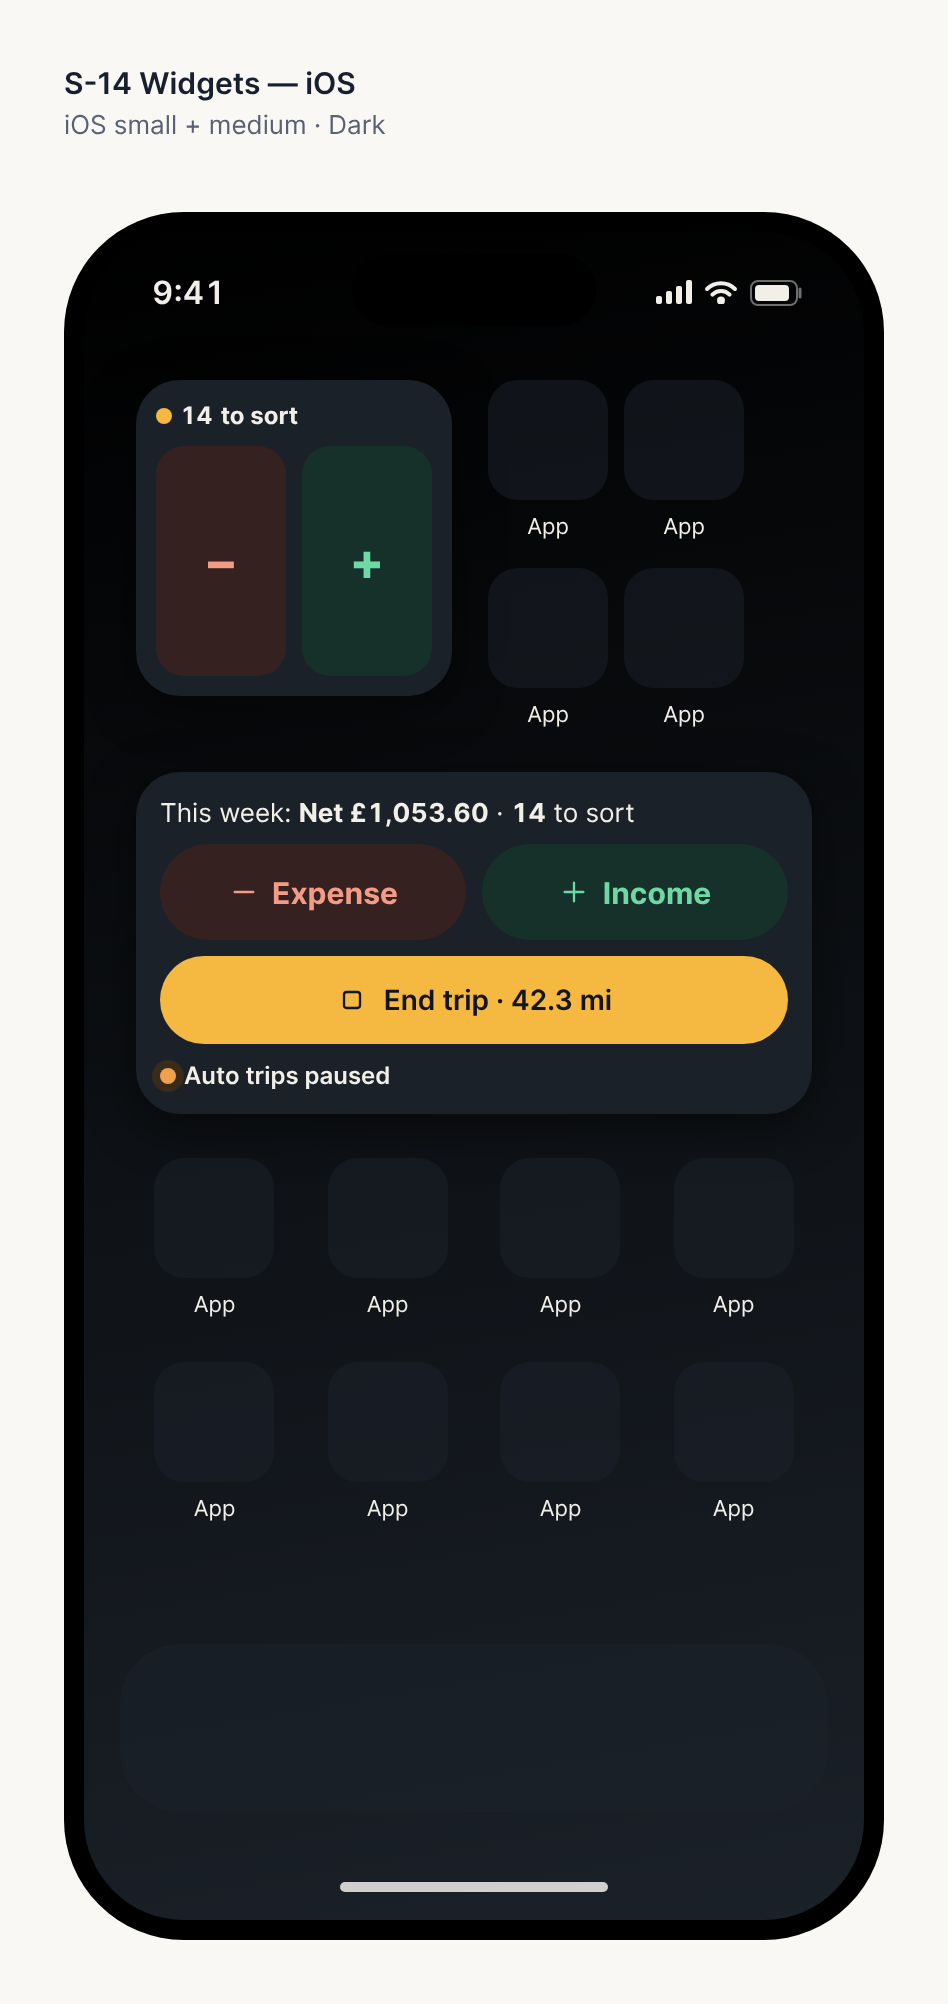 S-14 Widgets — iOS
iOS small + medium · Dark
9:41
14 to sort
− +
App App
App App
This week: Net £1,053.60 · 14 to sort
− Expense + Income
End trip · 42.3 mi
Auto trips paused
App App App App
App App App App